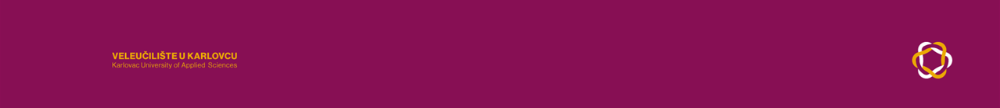 VELEUČILIŠTE U KARLOVCU
Karlovac University of Applied Sciences